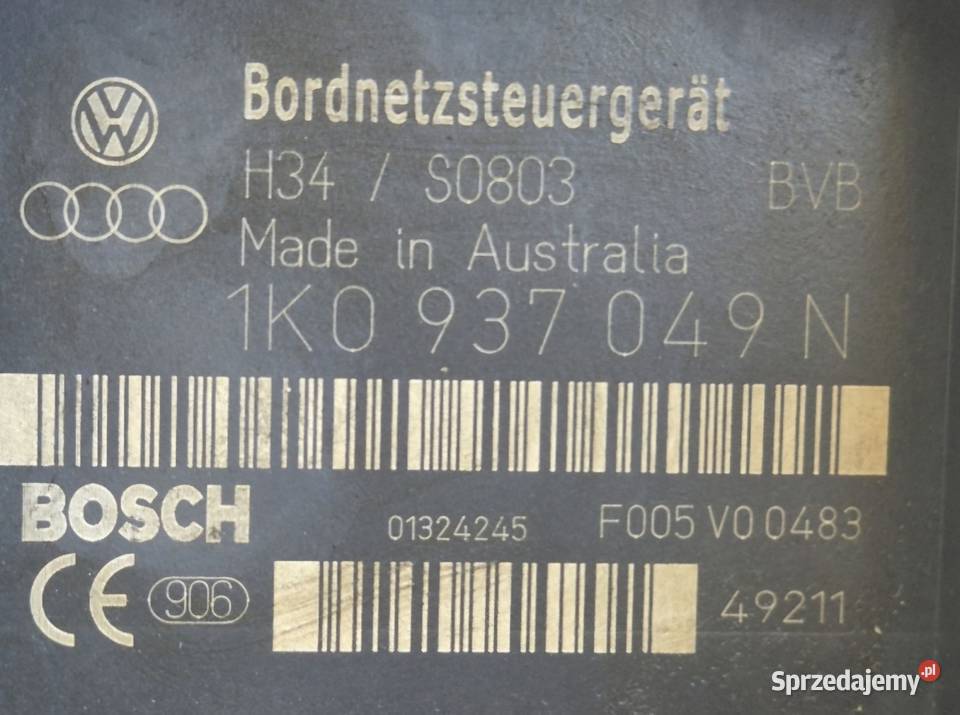 Bordnetzsteuergerät
H34 / S0803 BVB
Made in Australia
1K0 937 049 N
BOSCH 01324245 F005 V0 0483
CE 906 49211
Sprzedajemy.pl